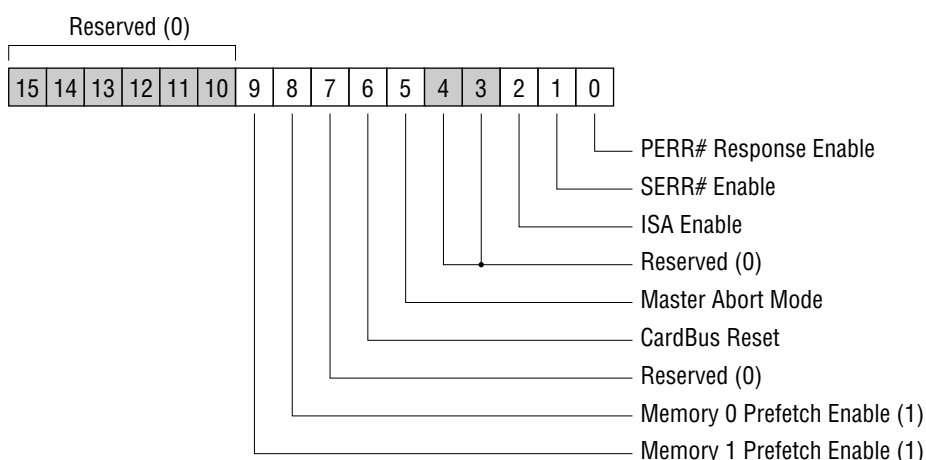 Reserved (0)
15 14 13 12 11 10 9 8 7 6 5 4 3 2 1 0
PERR# Response Enable
SERR# Enable
ISA Enable
Reserved (0)
Master Abort Mode
CardBus Reset
Reserved (0)
Memory 0 Prefetch Enable (1)
Memory 1 Prefetch Enable (1)